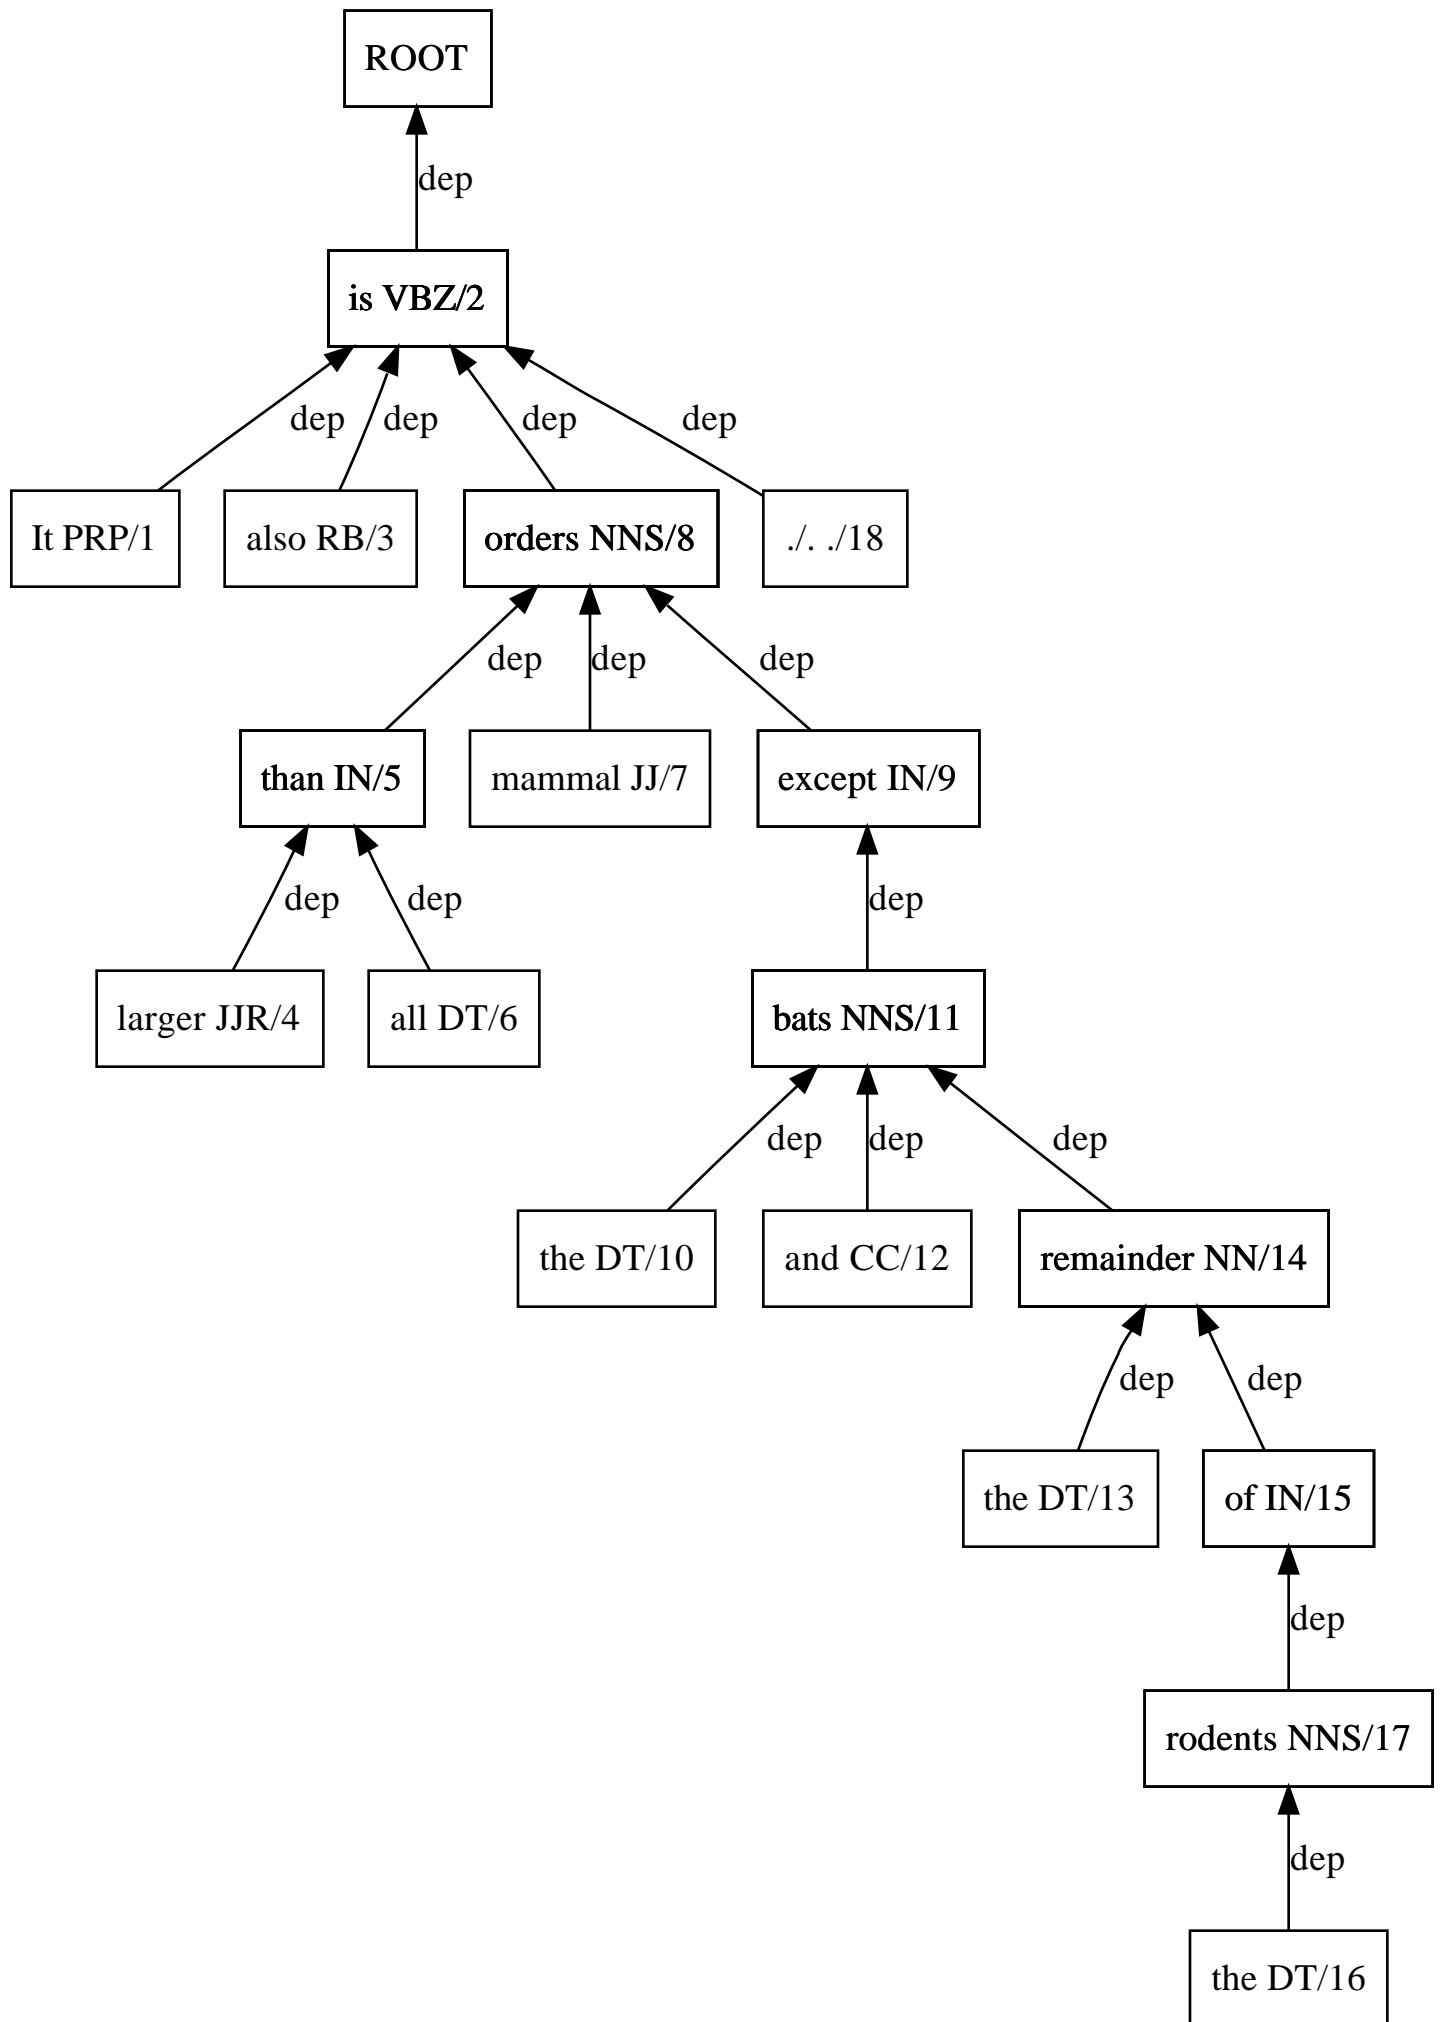 ROOT
dep
is VBZ/2
dep dep dep dep
It PRP/1 also RB/3 orders NNS/8 ./. ./18
dep dep dep
than IN/5 mammal JJ/7 except IN/9
dep dep dep
larger JJR/4 all DT/6 bats NNS/11
dep dep dep
the DT/10 and CC/12 remainder NN/14
dep dep
the DT/13 of IN/15
dep
rodents NNS/17
dep
the DT/16